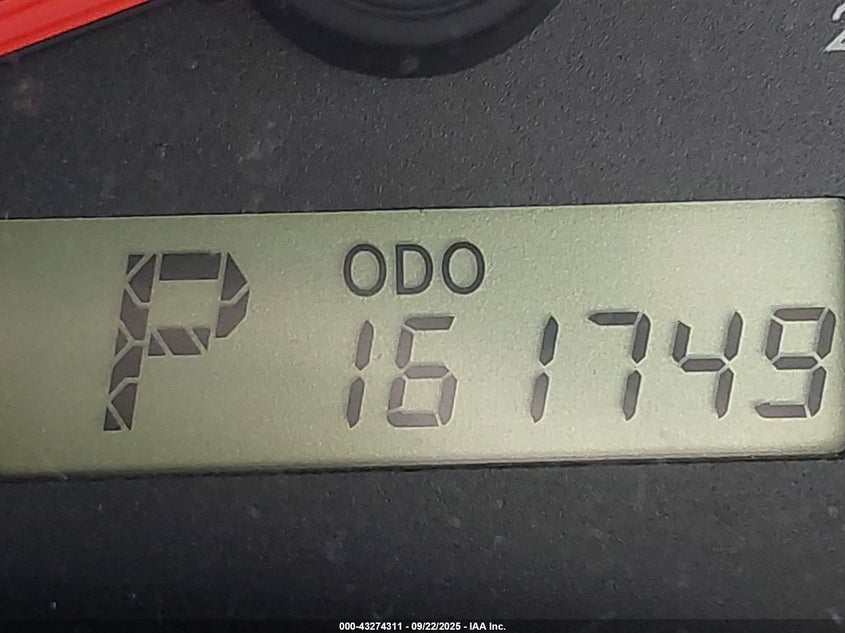 P
ODO
161749
000-43274311 - 09/22/2025 - IAA Inc.